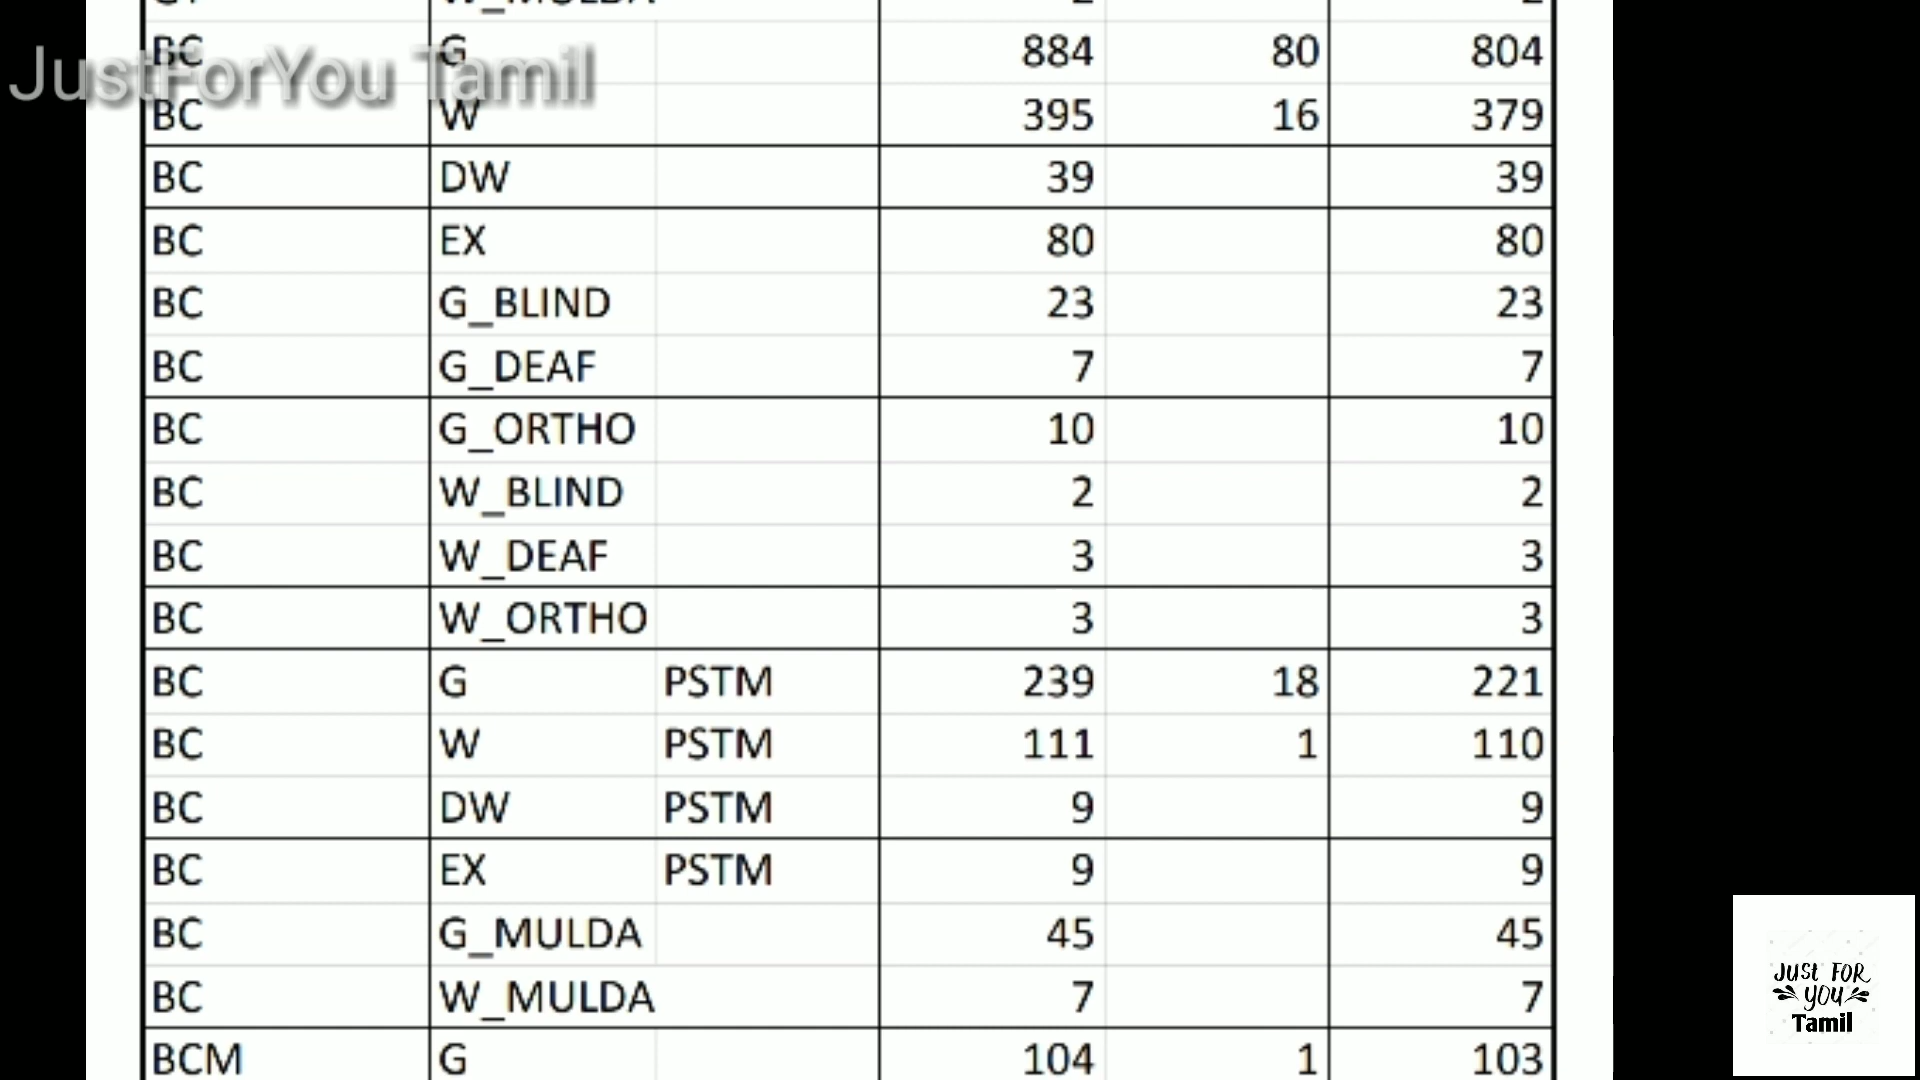 JustForYou Tamil
BC G 884 80 804
BC W 395 16 379
BC DW 39 39
BC EX 80 80
BC G_BLIND 23 23
BC G_DEAF 7 7
BC G_ORTHO 10 10
BC W_BLIND 2 2
BC W_DEAF 3 3
BC W_ORTHO 3 3
BC G PSTM 239 18 221
BC W PSTM 111 1 110
BC DW PSTM 9 9
BC EX PSTM 9 9
BC G_MULDA 45 45
BC W_MULDA 7 7
BCM G 104 1 103
JUST FOR
YOU
Tamil